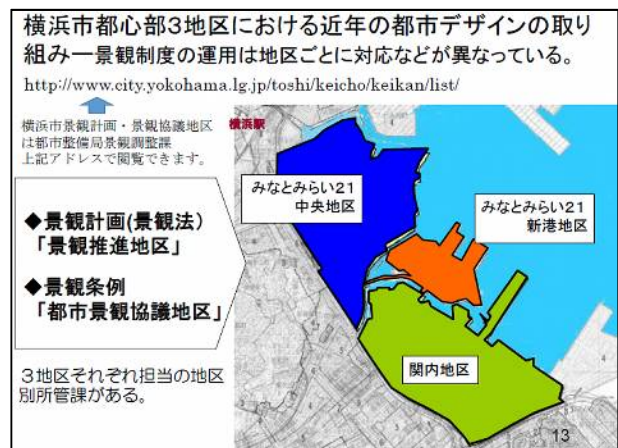 横浜市都心部3地区における近年の都市デザインの取り
組みー景観制度の運用は地区ごとに対応などが異なっている。
http://www.city.yokohama.lg.jp/toshi/keicho/keikan/list/
横浜市景観計画・景観協議地区
は都市整備局景観調整課
上記アドレスで閲覧できます。
横浜駅
みなとみらい21
中央地区
みなとみらい21
新港地区
◆景観計画(景観法)
「景観推進地区」
◆景観条例
「都市景観協議地区」
3地区それぞれ担当の地区
別所管課がある。
関内地区
13